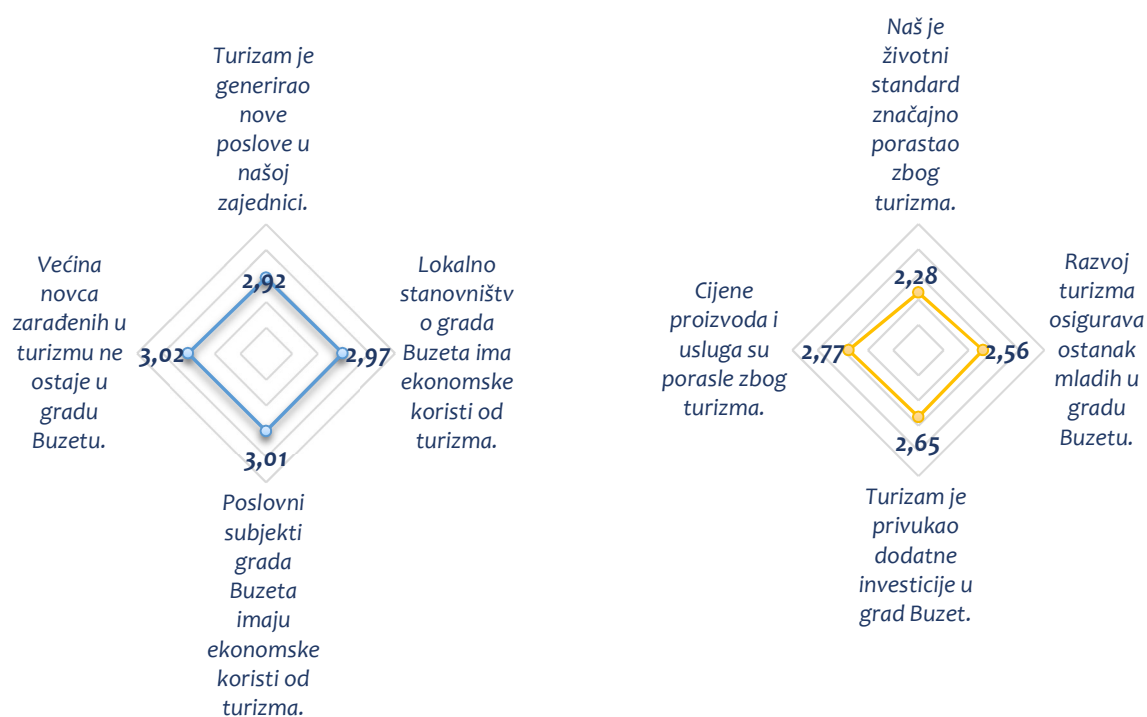 Turizam je
generirao
nove
poslove u
našoj
zajednici.
2,92
Lokalno
stanovništv
o grada
Buzeta ima
ekonomske
koristi od
turizma.
2,97
3,01
Poslovni
subjekti
grada
Buzeta
imaju
ekonomske
koristi od
turizma.
Većina
novca
zarađenih u
turizmu ne
ostaje u
gradu
Buzetu.
3,02
Naš je
životni
standard
značajno
porastao
zbog
turizma.
2,28
Razvoj
turizma
osigurava
ostanak
mladih u
gradu
Buzetu.
2,56
2,65
Turizam je
privukao
dodatne
investicije u
grad Buzet.
Cijene
proizvoda i
usluga su
porasle zbog
turizma.
2,77